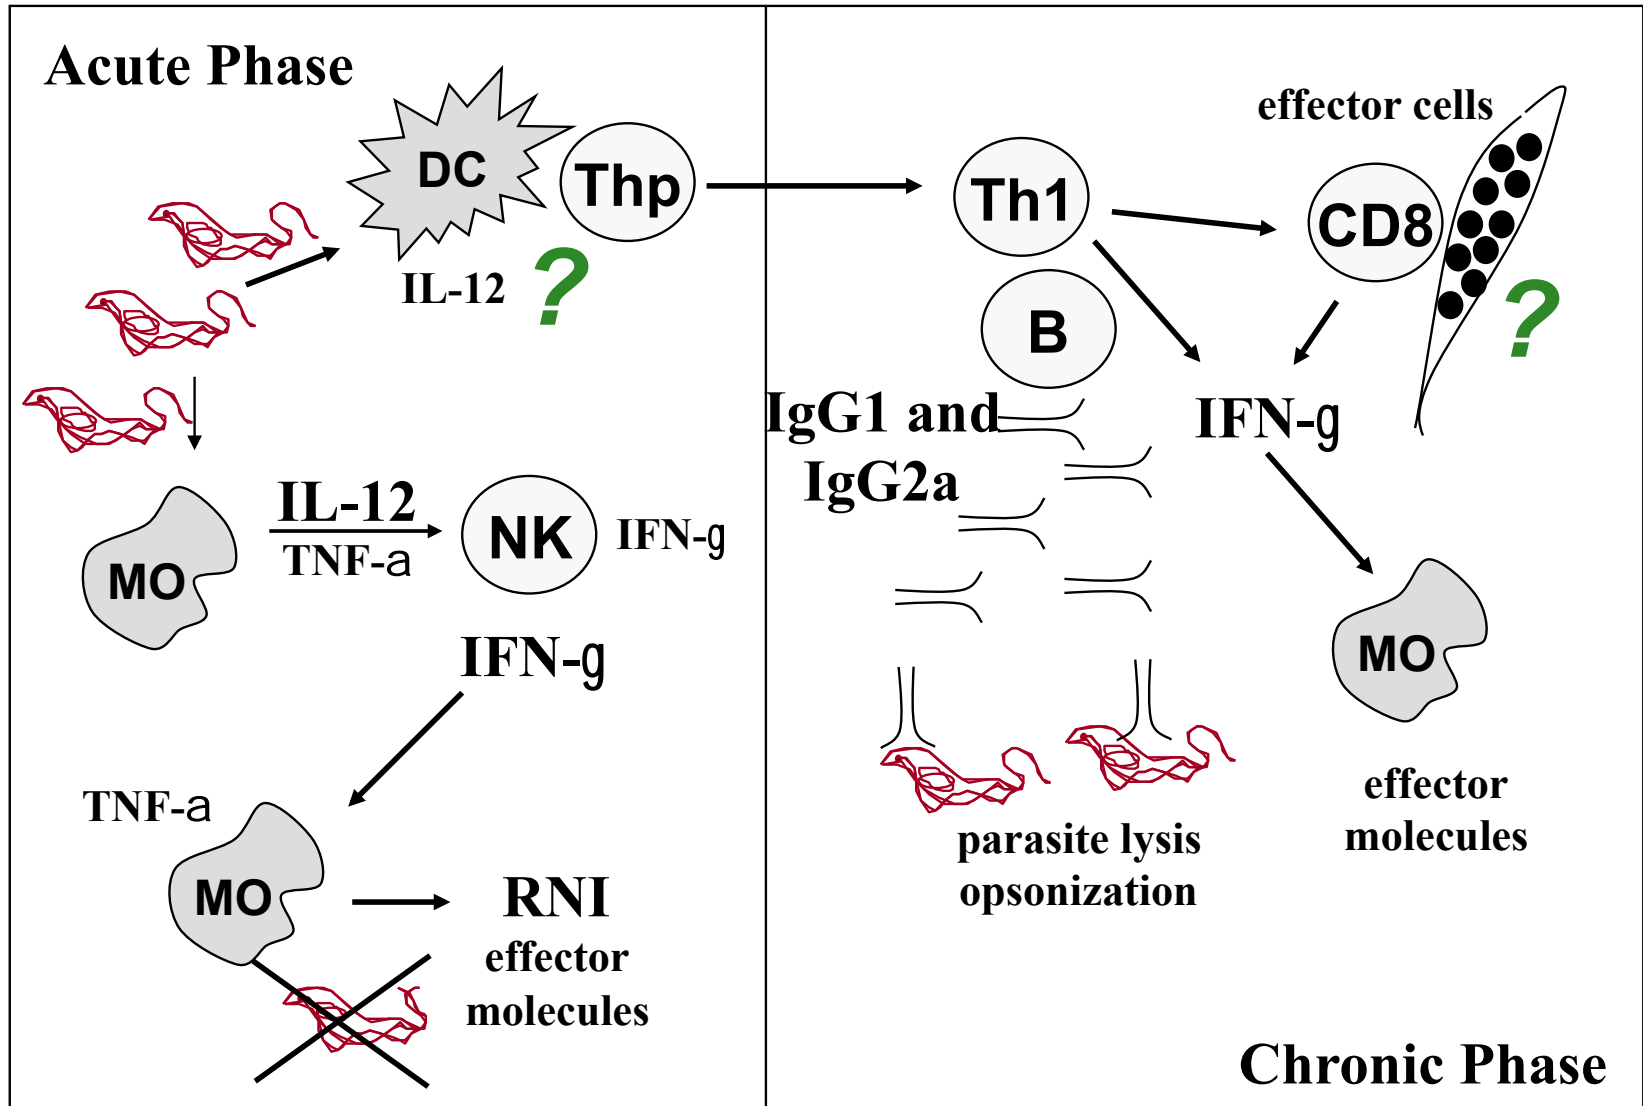 Acute Phase
DC
Thp
IL-12
?
IL-12
TNF-a
MO
NK
IFN-g
IFN-g
TNF-a
MO
RNI
effector
molecules
effector cells
Th1
CD8
B
?
IgG1 and
IgG2a
IFN-g
MO
parasite lysis
opsonization
effector
molecules
Chronic Phase